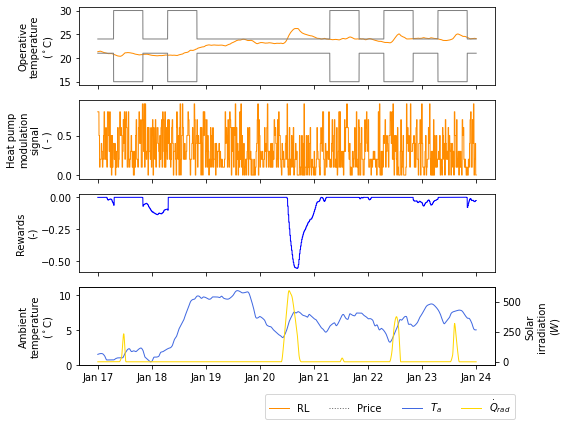 Operative
temperature
(°C)
30
25
20
15
Heat pump
modulation
signal
( - )
0.5
0.0
Rewards
(-)
0.00
−0.25
−0.50
Ambient
temperature
(°C)
10
5
0
500
250
0
Solar
irradiation
(W)
Jan 17 Jan 18 Jan 19 Jan 20 Jan 21 Jan 22 Jan 23 Jan 24
RL Price T_a Q̇_rad